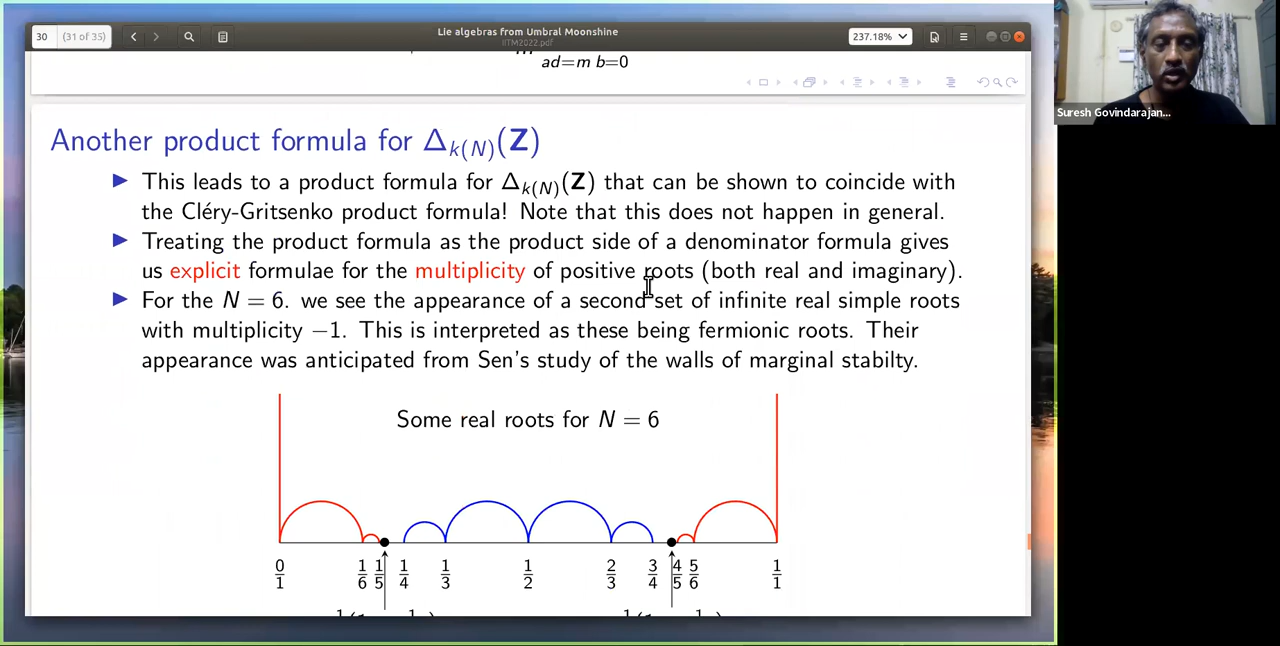 30 (31 of 35)
Lie algebras from Umbral Moonshine
IITM2022.pdf
237.18%
ad=m b=0
Suresh Govindarajan...
Another product formula for Δ_{k(N)}(Z)
This leads to a product formula for Δ_{k(N)}(Z) that can be shown to coincide with
the Cléry-Gritsenko product formula! Note that this does not happen in general.
Treating the product formula as the product side of a denominator formula gives
us explicit formulae for the multiplicity of positive roots (both real and imaginary).
For the N = 6. we see the appearance of a second set of infinite real simple roots
with multiplicity −1. This is interpreted as these being fermionic roots. Their
appearance was anticipated from Sen's study of the walls of marginal stabilty.
Some real roots for N = 6
0/1 1/6 1/5 1/4 1/3 1/2 2/3 3/4 4/5 5/6 1/1